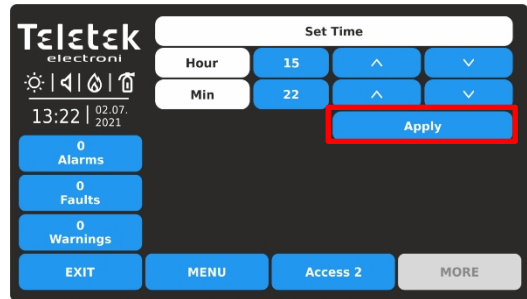 Teletek
electroni
13:22 | 02.07.
2021
0
Alarms
0
Faults
0
Warnings
Set Time
Hour 15
Min 22
Apply
EXIT MENU Access 2 MORE